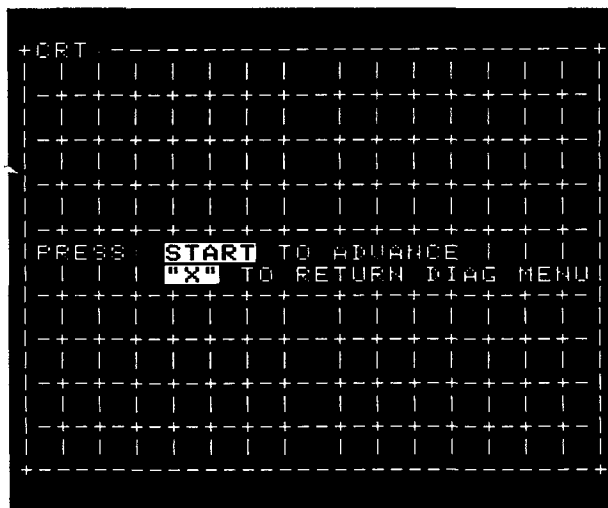 CRT
PRESS: START TO ADVANCE
"X" TO RETURN DIAG MENU